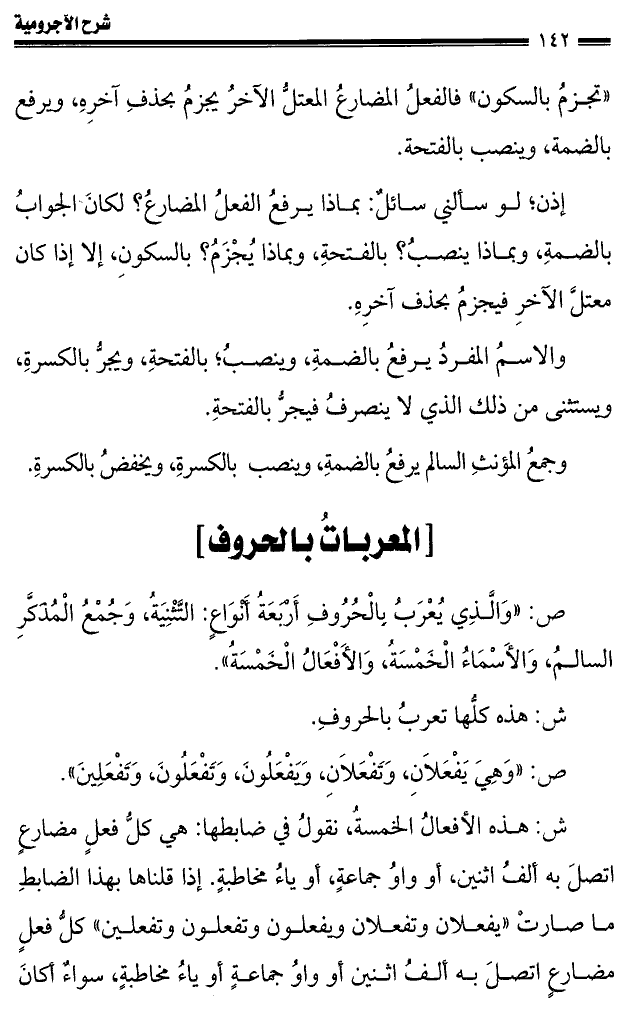 شرح الآجرومية
١٤٢
«تجزمُ بالسكون» فالفعلُ المضارعُ المعتلُّ الآخرُ يجزمُ بحذفِ آخرِهِ، ويرفع
بالضمة، وينصب بالفتحة.
إذن؛ لو سألني سائلٌ: بماذا يرفعُ الفعلُ المضارعُ؟ لكانَ الجوابُ
بالضمةِ، وبماذا ينصبُ؟ بالفتحةِ، وبماذا يُجْزَمُ؟ بالسكونِ، إلا إذا كان
معتلَّ الآخرِ فيجزمُ بحذف آخرِهِ.
والاسمُ المفردُ يرفعُ بالضمةِ، وينصبُ؛ بالفتحةِ، ويجرُّ بالكسرةِ،
ويستثنى من ذلك الذي لا ينصرفُ فيجرُّ بالفتحةِ.
وجمعُ المؤنثِ السالم يرفعُ بالضمةِ، وينصب بالكسرةِ، ويخفضُ بالكسرةِ.
[المعرباتُ بالحروف]
ص: «وَالَّذِي يُعْرَبُ بِالْحُرُوفِ أَرْبَعَةُ أَنْوَاعٍ: التَّثْنِيَةُ، وَجَمْعُ الْمُذَكَّرِ
السالمُ، وَالأَسْمَاءُ الْخَمْسَةُ، وَالأَفْعَالُ الْخَمْسَةُ».
ش: هذه كلُّها تعربُ بالحروفِ.
ص: «وَهِيَ يَفْعَلاَنِ، وَتَفْعَلاَنِ، وَيَفْعَلُونَ، وَتَفْعَلُونَ، وَتَفْعَلِينَ».
ش: هذه الأفعالُ الخمسةُ، نقولُ في ضابطها: هي كلُّ فعلٍ مضارعٍ
اتصلَ به ألفُ اثنين، أو واوُ جماعةٍ، أو ياءُ مخاطبةٍ. إذا قلناها بهذا الضابطِ
ما صارتْ «يفعلان وتفعلان ويفعلون وتفعلون وتفعلين» كلُّ فعلٍ
مضارعٍ اتصلَ به ألفُ اثنين أو واوُ جماعةٍ أو ياءُ مخاطبةٍ، سواءٌ أكانَ